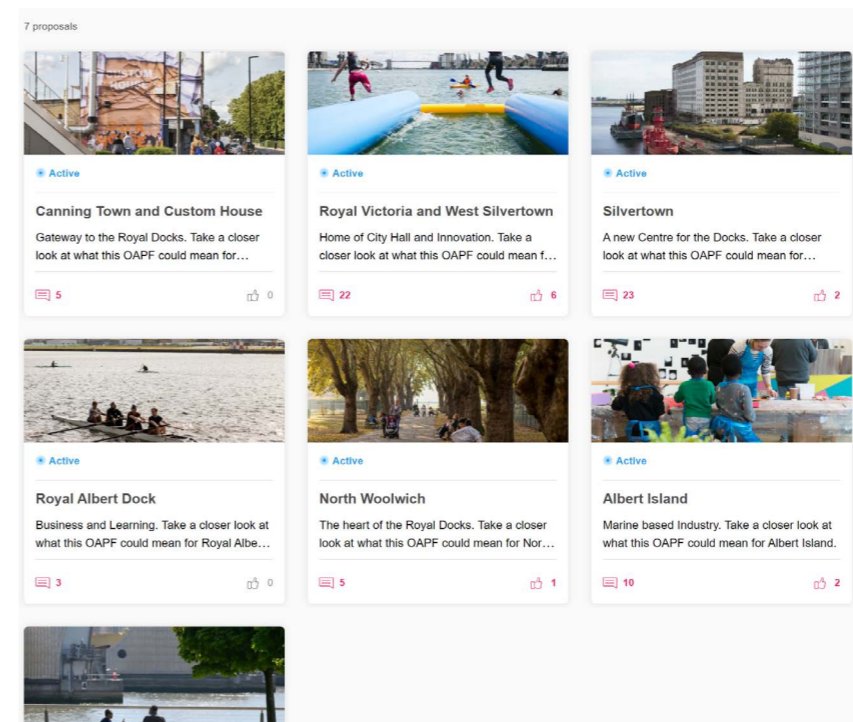 7 proposals
Active
Canning Town and Custom House
Gateway to the Royal Docks. Take a closer
look at what this OAPF could mean for...
5
0
Active
Royal Victoria and West Silvertown
Home of City Hall and Innovation. Take a
closer look at what this OAPF could mean f...
22
6
Active
Silvertown
A new Centre for the Docks. Take a closer
look at what this OAPF could mean for...
23
2
Active
Royal Albert Dock
Business and Learning. Take a closer look at
what this OAPF could mean for Royal Albe...
3
0
Active
North Woolwich
The heart of the Royal Docks. Take a closer
look at what this OAPF could mean for Nor...
5
1
Active
Albert Island
Marine based Industry. Take a closer look at
what this OAPF could mean for Albert Island.
10
2